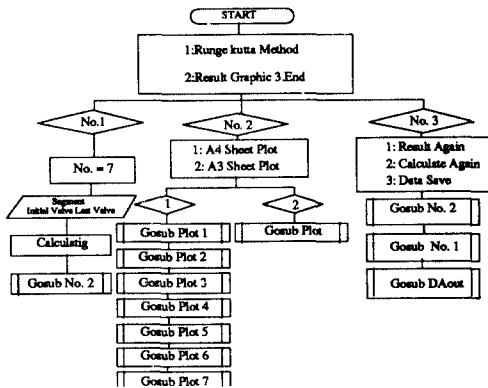 START
1:Runge kutta Method
2:Result Graphic 3.End
No.1
No. 2
No. 3
No. = 7
1: A4 Sheet Plot
2: A3 Sheet Plot
1: Result Again
2: Calculate Again
3: Data Save
Segment
Initial Valve Last Valve
1
2
Gosub No. 2
Calculatig
Gosub Plot 1
Gosub Plot
Gosub No. 1
Gosub No. 2
Gosub Plot 2
Gosub Plot 3
Gosub DAout
Gosub Plot 4
Gosub Plot 5
Gosub Plot 6
Gosub Plot 7